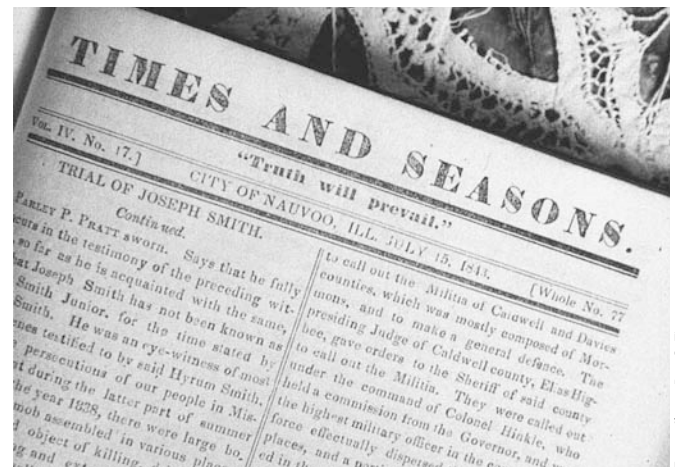 TIMES AND SEASONS.
"Truth will prevail."
Vol. IV. No. 17.] CITY OF NAUVOO, ILL. JULY 15, 1843. [Whole No. 77
TRIAL OF JOSEPH SMITH.
Continued.
PARLEY P. PRATT sworn. Says that he fully
in the testimony of the preceding wit-
so far as he is acquainted with the same,
Joseph Smith has not been known as
Smith Junior, for the time stated by
Smith. He was an eye-witness of most
testified to by said Hyrum Smith,
persecutions of our people in Mis-
during the latter part of summer
year 1838, there were large bo-
mob assembled in various
object of killing,
to call out the Militia of Caldwell and Davies
counties, which was mostly composed of Mor-
mons, and to make a general defence. The
presiding Judge of Caldwell county, Elias Hig-
bee, gave orders to the Sheriff of said county
to call out the Militia. They were called out
under the command of Colonel Hinkle, who
held a commission from the Governor, and
the highest military officer in the
force effectually dispersed
places, and a
ed in the